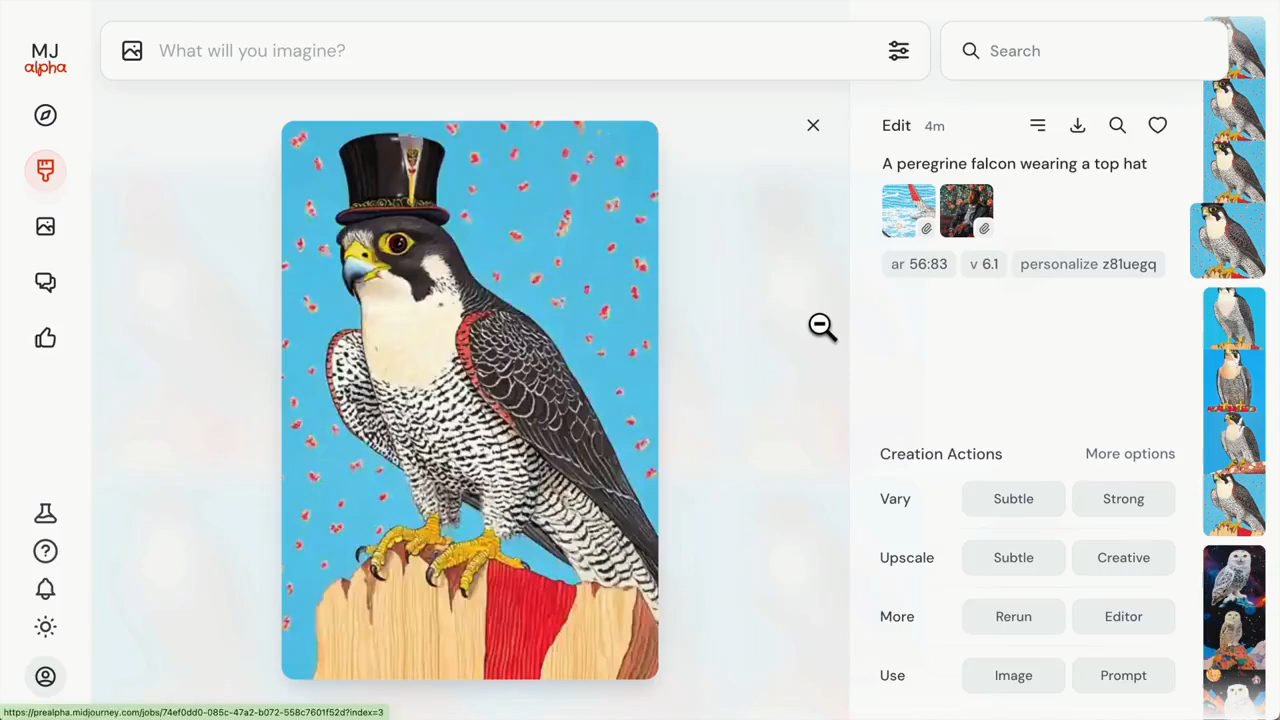 MJ
alpha
What will you imagine?
Search
Edit 4m
A peregrine falcon wearing a top hat
ar 56:83 v 6.1 personalize z81uegq
Creation Actions More options
Vary Subtle Strong
Upscale Subtle Creative
More Rerun Editor
Use Image Prompt
https://prealpha.midjourney.com/jobs/74ef0dd0-085c-47a2-b072-558c7601f52d?index=3